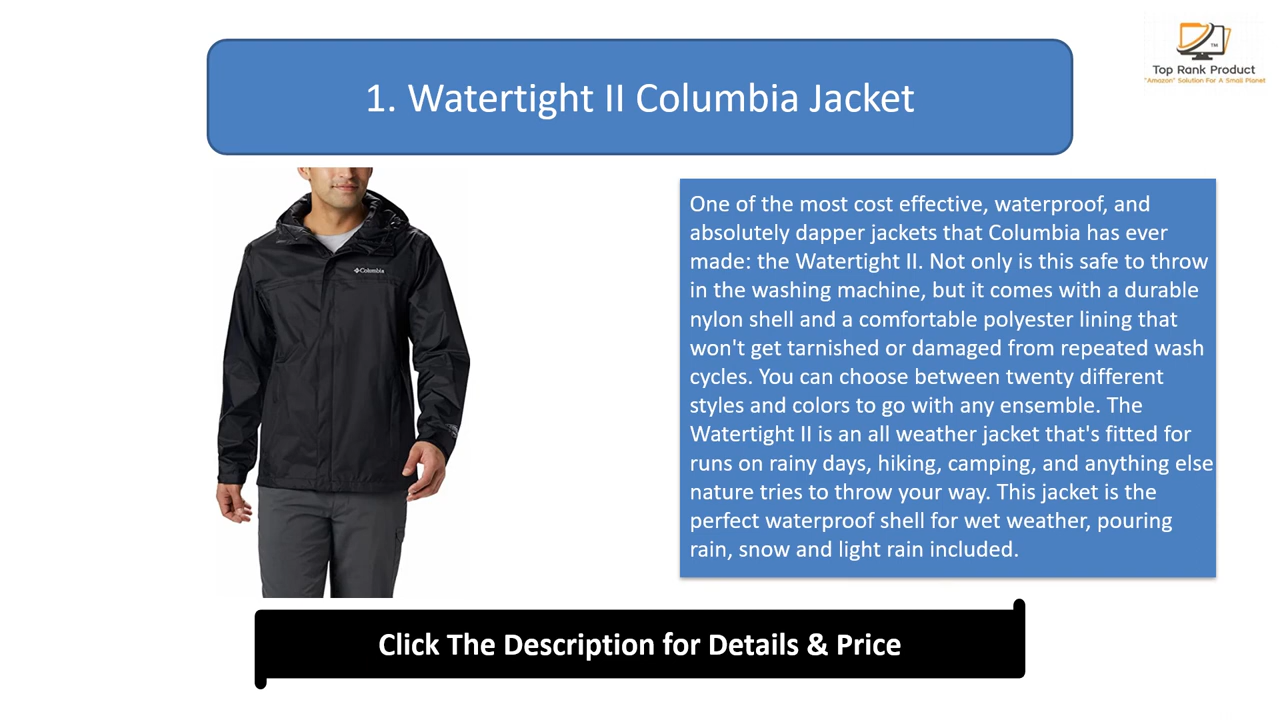 Top Rank Product
"Amazon" Solution For A Small Planet
TM
1. Watertight II Columbia Jacket
Columbia
One of the most cost effective, waterproof, and
absolutely dapper jackets that Columbia has ever
made: the Watertight II. Not only is this safe to throw
in the washing machine, but it comes with a durable
nylon shell and a comfortable polyester lining that
won't get tarnished or damaged from repeated wash
cycles. You can choose between twenty different
styles and colors to go with any ensemble. The
Watertight II is an all weather jacket that's fitted for
runs on rainy days, hiking, camping, and anything else
nature tries to throw your way. This jacket is the
perfect waterproof shell for wet weather, pouring
rain, snow and light rain included.
Click The Description for Details & Price